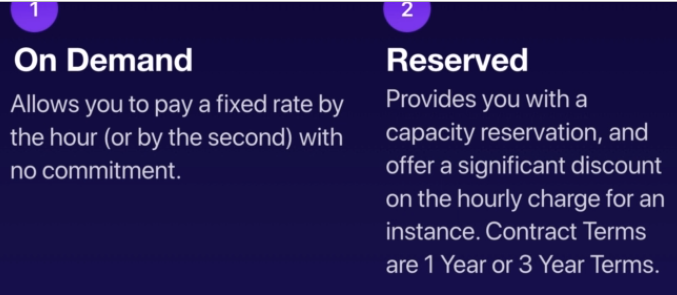 1
On Demand
Allows you to pay a fixed rate by
the hour (or by the second) with
no commitment.
2
Reserved
Provides you with a
capacity reservation, and
offer a significant discount
on the hourly charge for an
instance. Contract Terms
are 1 Year or 3 Year Terms.